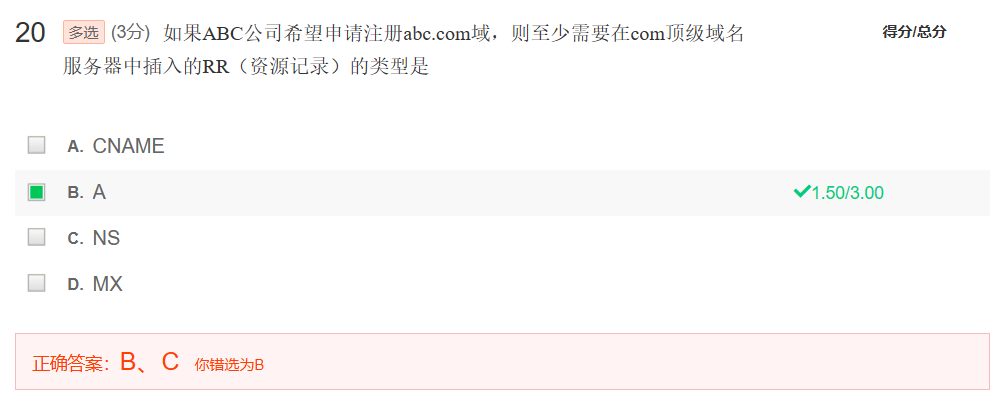 20 多选 (3分) 如果ABC公司希望申请注册abc.com域，则至少需要在com顶级域名 得分/总分
服务器中插入的RR（资源记录）的类型是
A. CNAME
B. A 1.50/3.00
C. NS
D. MX
正确答案：B、C 你错选为B